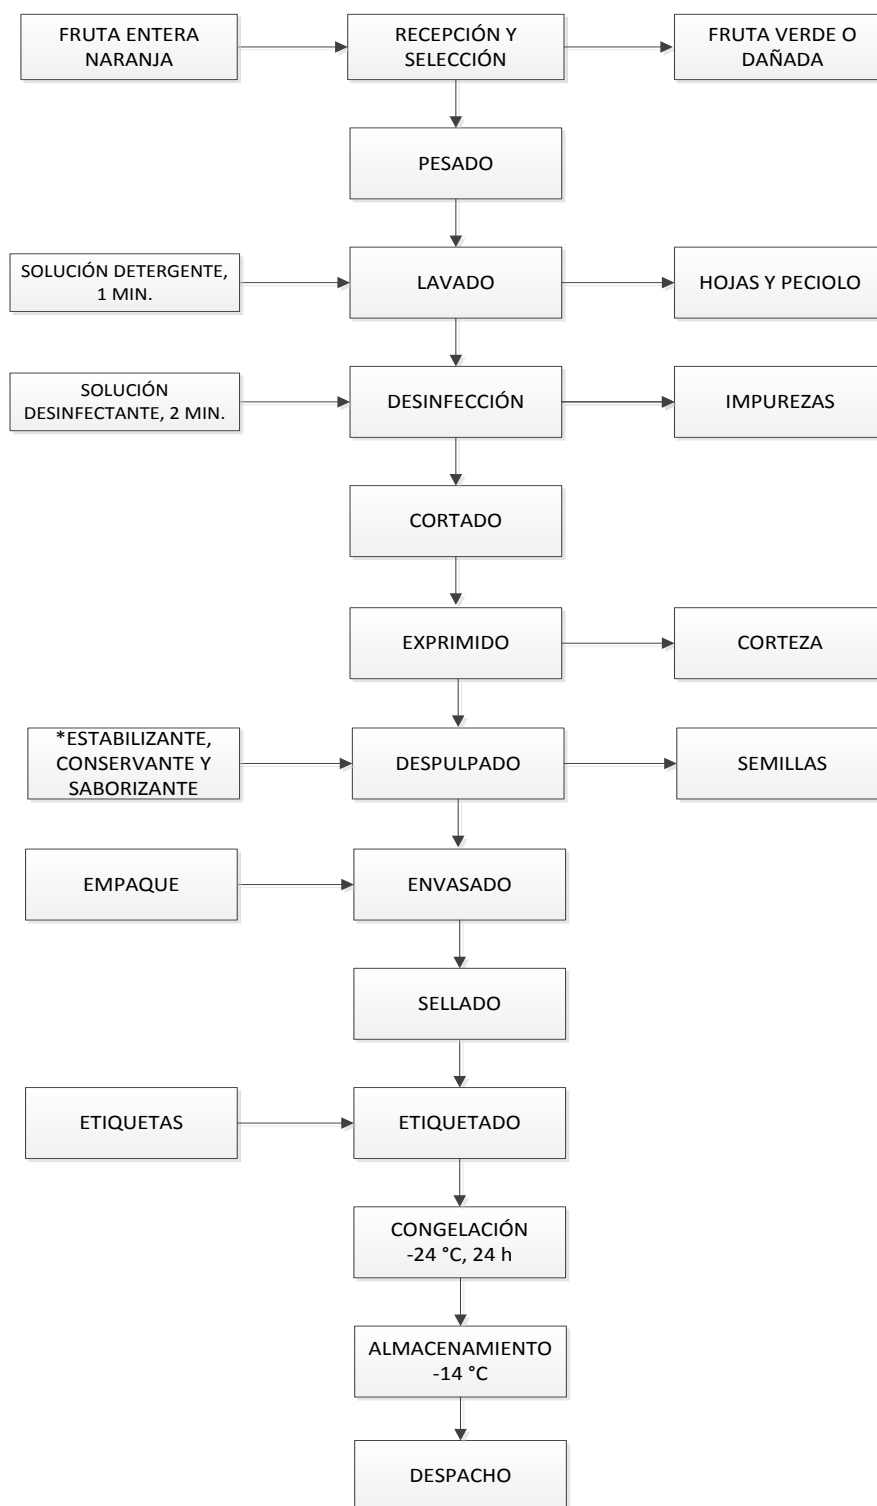 FRUTA ENTERA
NARANJA
RECEPCIÓN Y
SELECCIÓN
FRUTA VERDE O
DAÑADA
PESADO
SOLUCIÓN DETERGENTE,
1 MIN.
LAVADO
HOJAS Y PECIOLO
SOLUCIÓN
DESINFECTANTE, 2 MIN.
DESINFECCIÓN
IMPUREZAS
CORTADO
EXPRIMIDO
CORTEZA
*ESTABILIZANTE,
CONSERVANTE Y
SABORIZANTE
DESPULPADO
SEMILLAS
EMPAQUE
ENVASADO
SELLADO
ETIQUETAS
ETIQUETADO
CONGELACIÓN
-24 °C, 24 h
ALMACENAMIENTO
-14 °C
DESPACHO